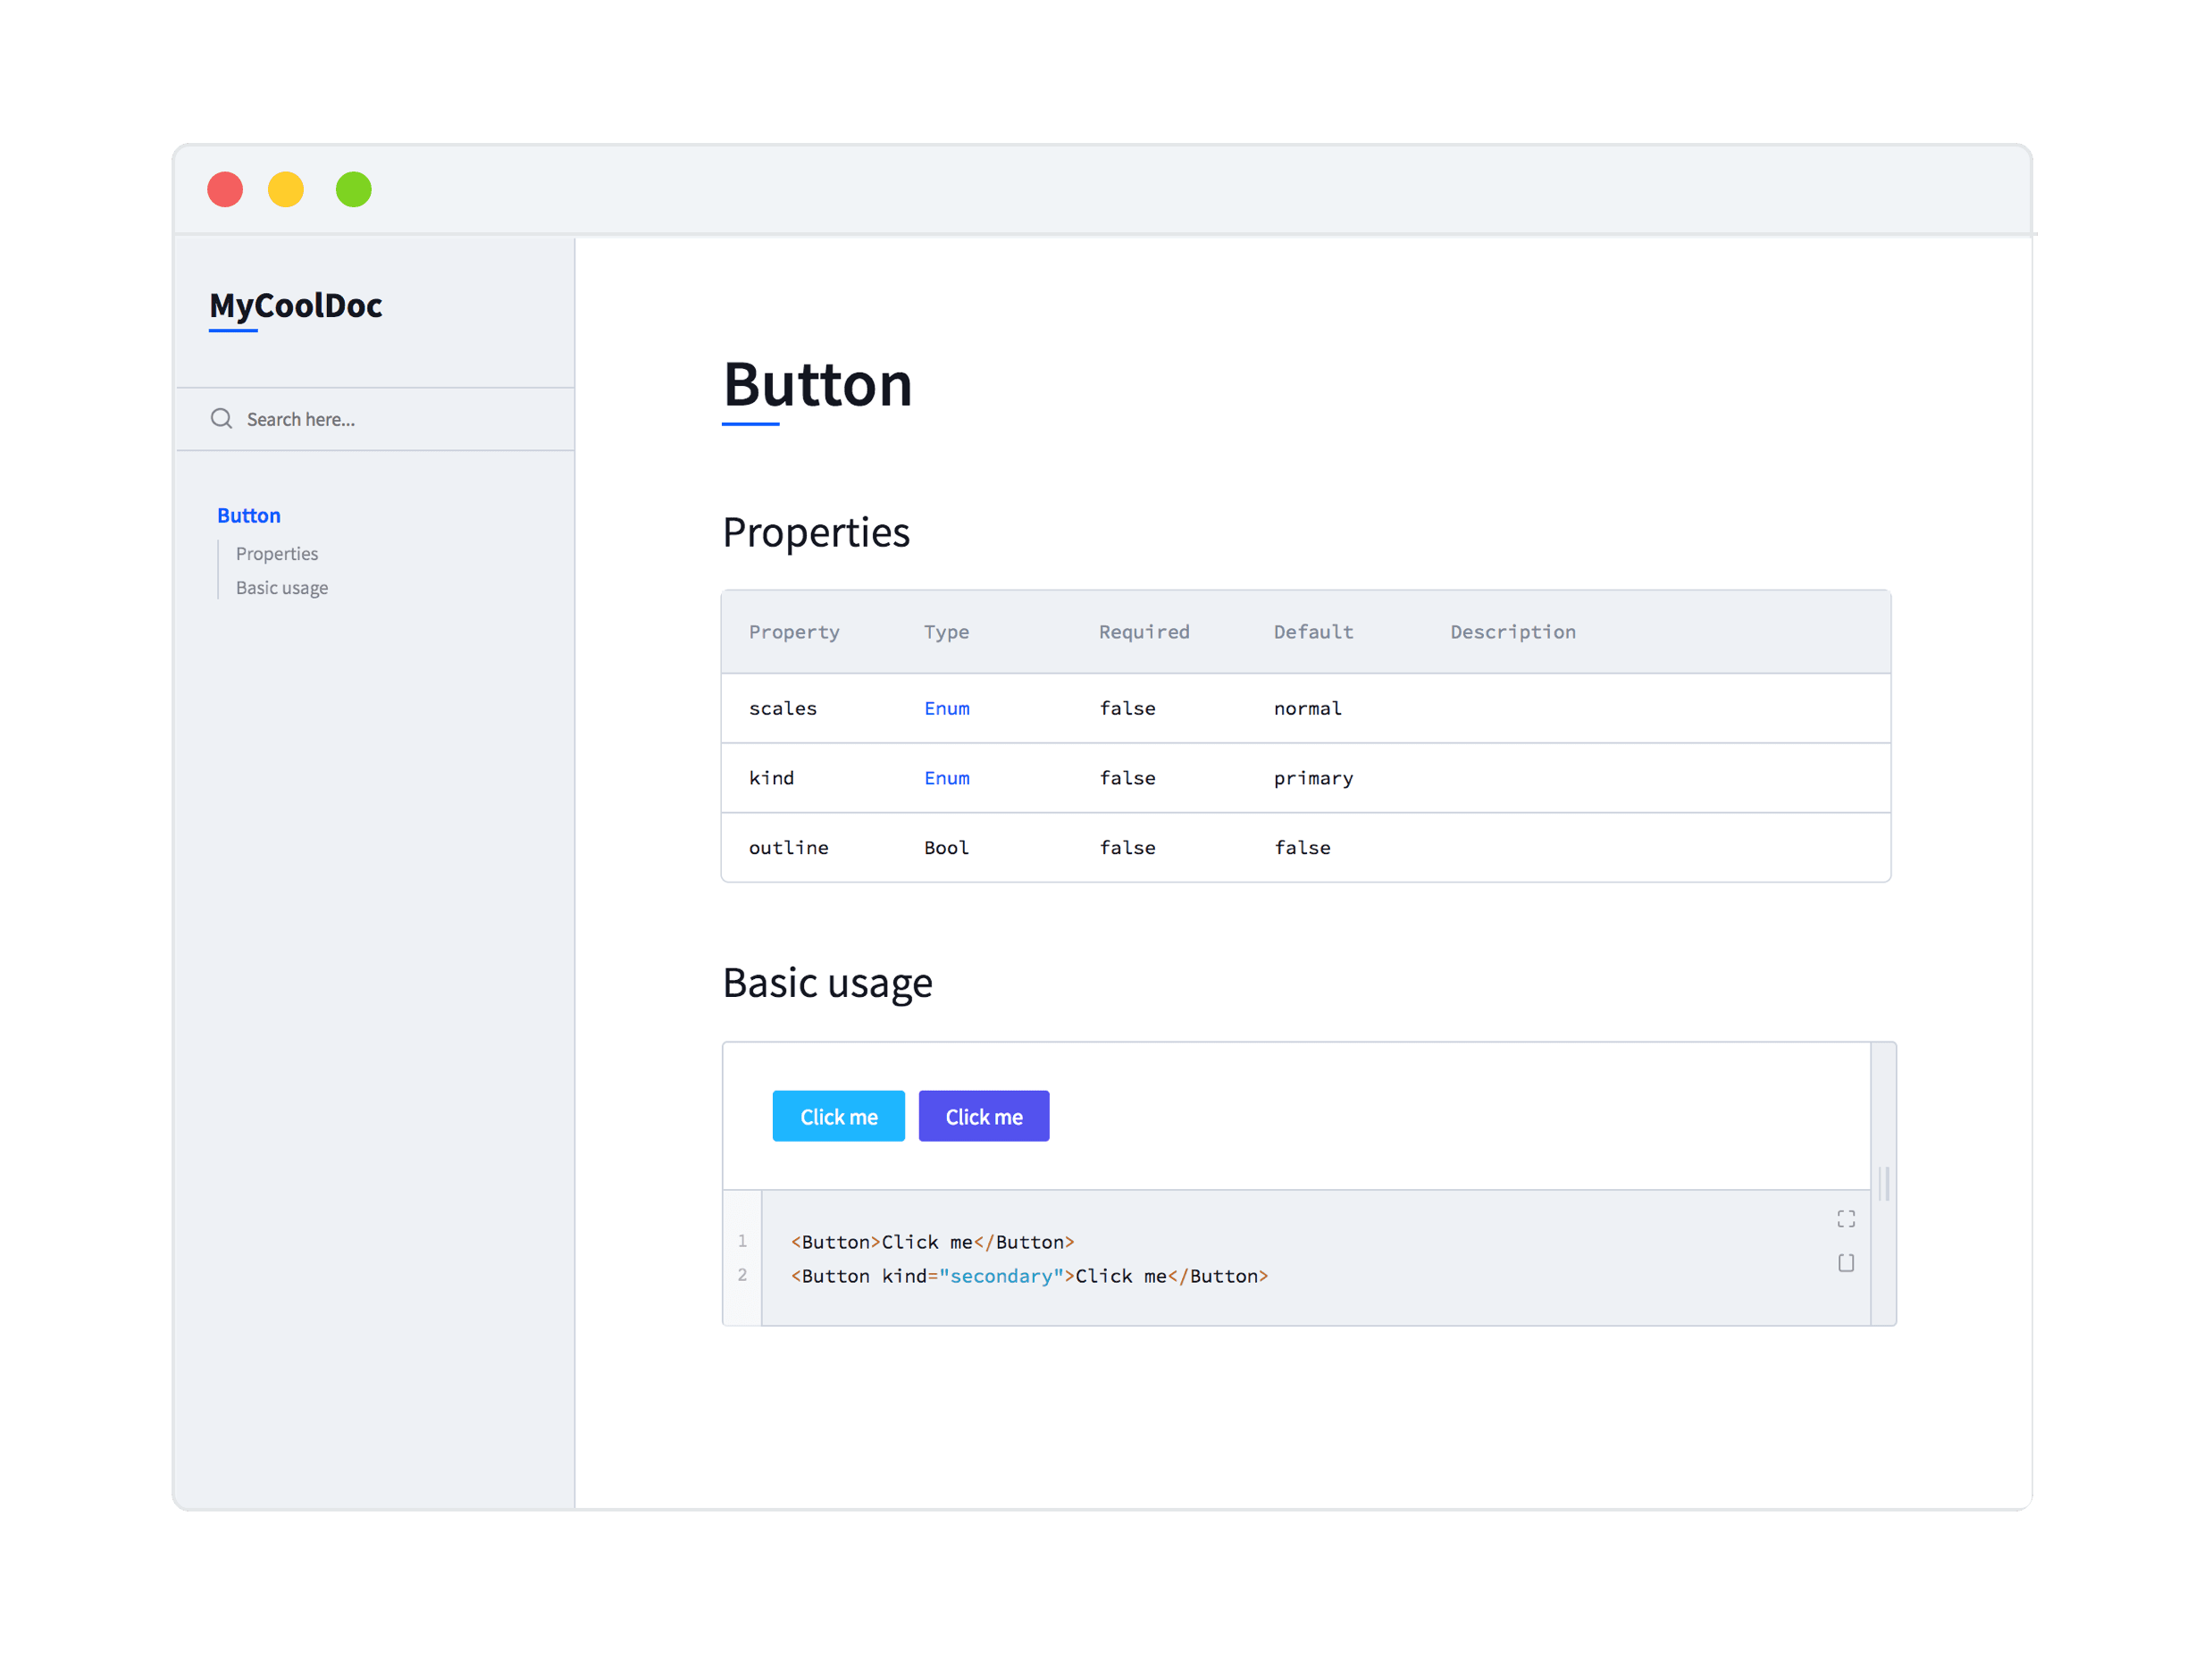 MyCoolDoc
Search here...
Button
Properties
Basic usage
Button
Properties
Property Type Required Default Description
scales Enum false normal
kind Enum false primary
outline Bool false false
Basic usage
Click me Click me
1 <Button>Click me</Button>
2 <Button kind="secondary">Click me</Button>